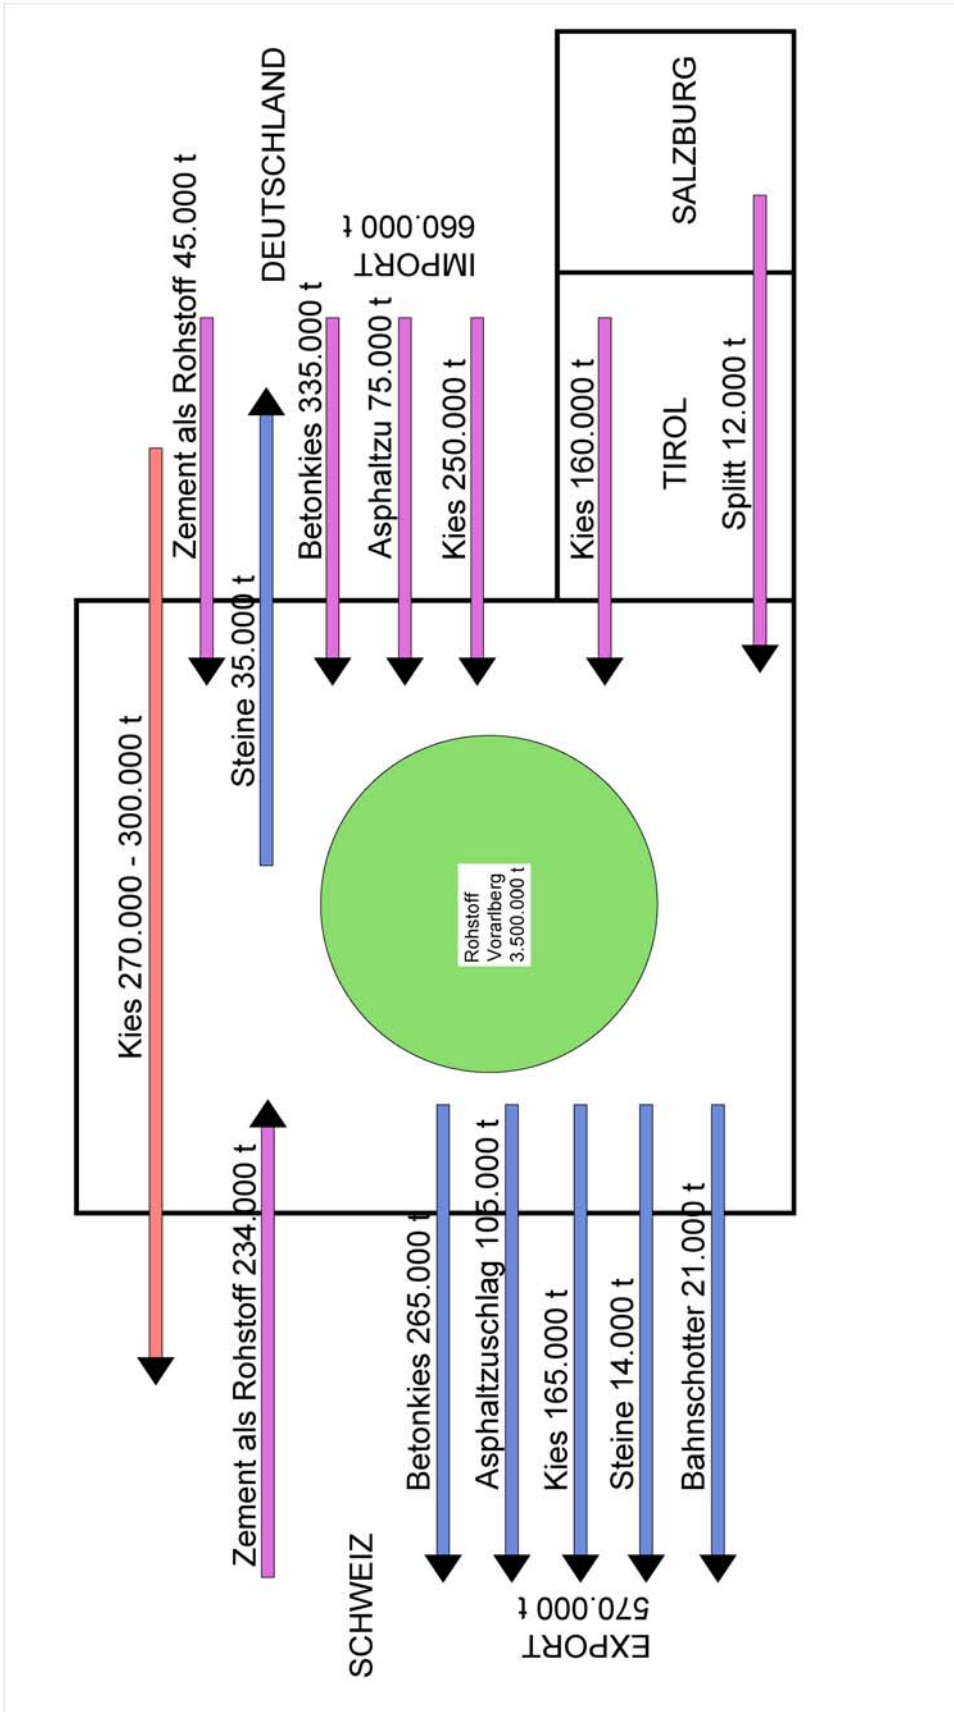 Kies 270.000 - 300.000 t
Zement als Rohstoff 45.000 t
Zement als Rohstoff 234.000 t
Steine 35.000 t
DEUTSCHLAND
SCHWEIZ
Betonkies 335.000 t
Asphaltzu 75.000 t
Kies 250.000 t
IMPORT
660.000 t
Betonkies 265.000 t
Asphaltzuschlag 105.000 t
Kies 165.000 t
Steine 14.000 t
Bahnschotter 21.000 t
EXPORT
570.000 t
Rohstoff
Vorarlberg
3.500.000 t
Kies 160.000 t
TIROL
SALZBURG
Splitt 12.000 t